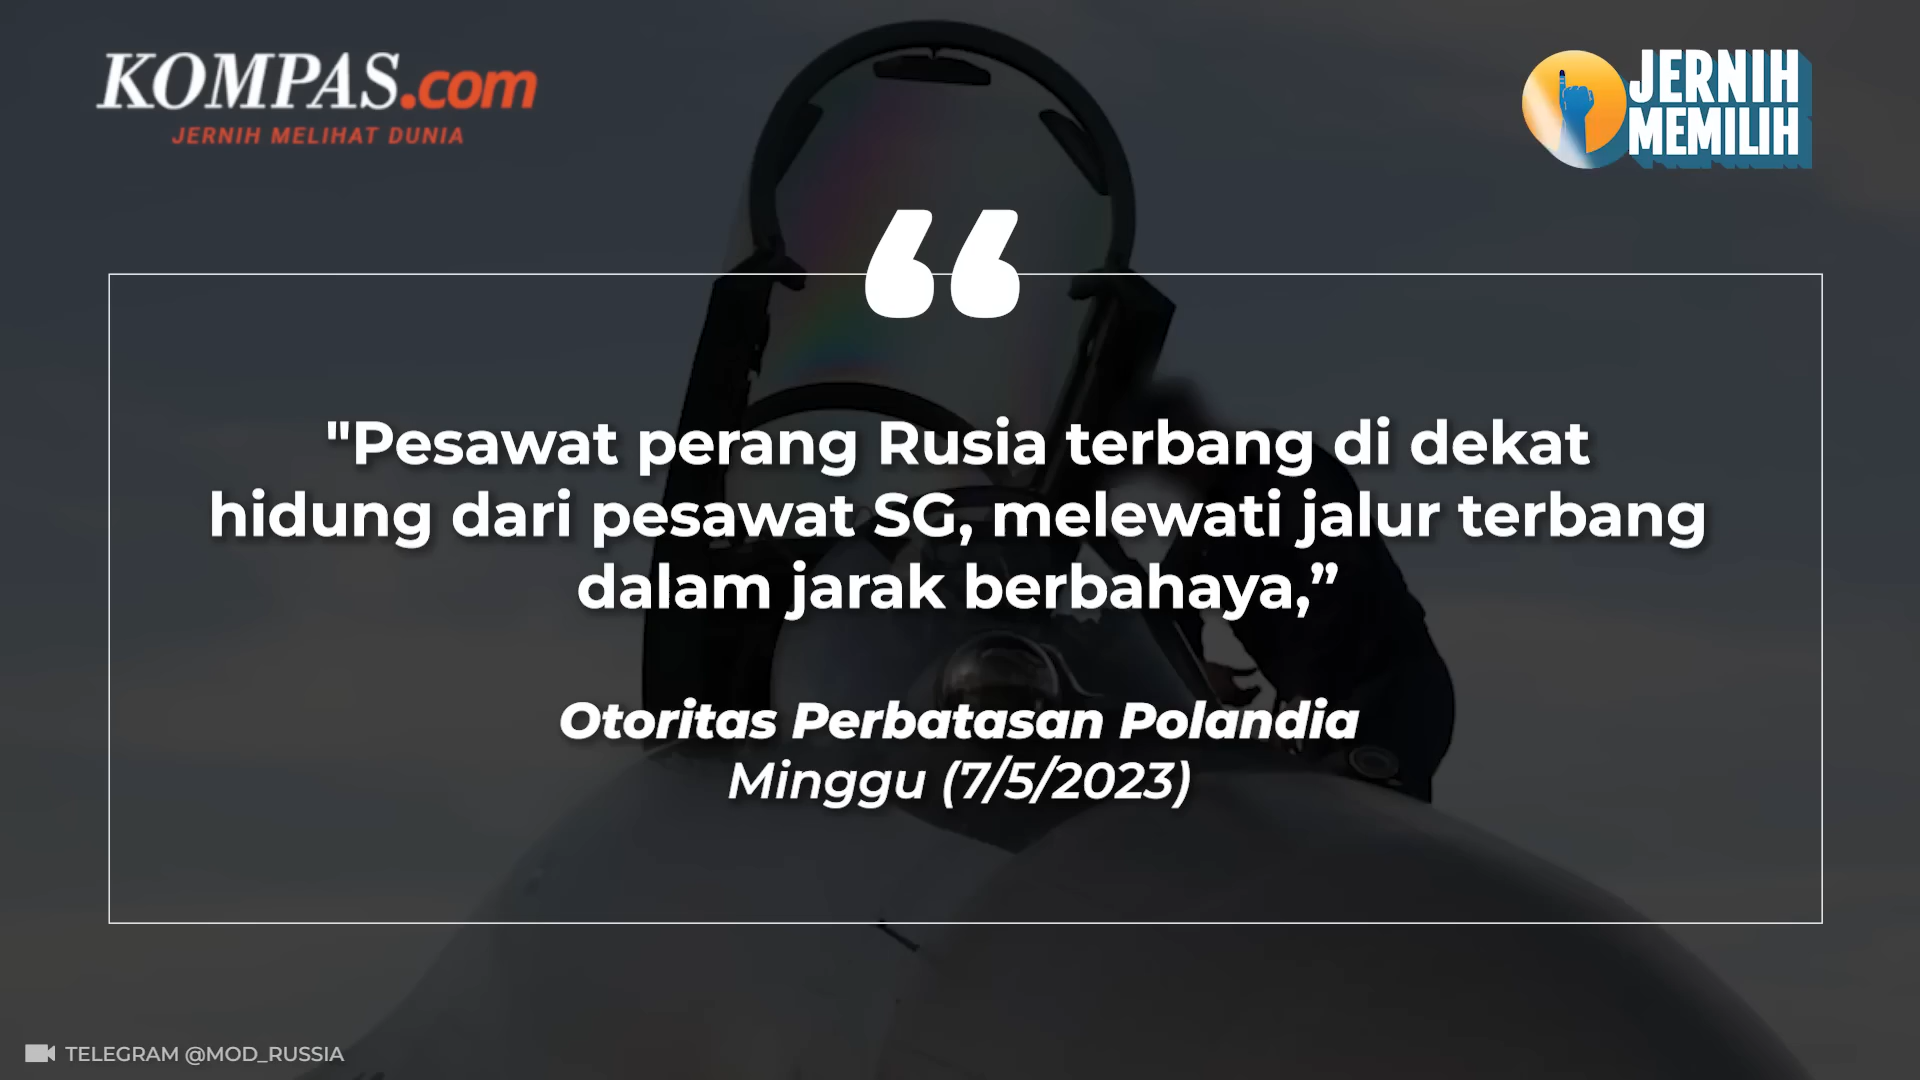 KOMPAS.com
JERNIH MELIHAT DUNIA
JERNIH
MEMILIH
"Pesawat perang Rusia terbang di dekat
hidung dari pesawat SG, melewati jalur terbang
dalam jarak berbahaya,”
Otoritas Perbatasan Polandia
Minggu (7/5/2023)
TELEGRAM @MOD_RUSSIA